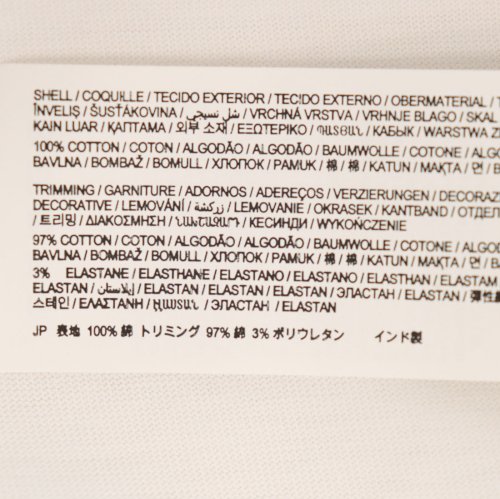 SHELL / COQUILLE / TECIDO EXTERIOR / TECIDO EXTERNO / OBERMATERIAL / T
ÎNVELIȘ / ŠUSŤÁKOVINA / شل نسيجي / VRCHNÁ VRSTVA / VRHNJE BLAGO / SKAL
KAIN LUAR / ҚАПТАМА / 외부 소재 / ΕΞΩΤΕΡΙΚΟ / ՊԱՏՅԱՆ / КАБЫК / WARSTWA Z
100% COTTON / COTON / ALGODÃO / ALGODÃO / BAUMWOLLE / COTONE / ALGO
BAVLNA / BOMBAŽ / BOMULL / ХЛОПОК / PAMUK / 棉 / 棉 / KATUN / МАҚТА / 면 /
TRIMMING / GARNITURE / ADORNOS / ADEREÇOS / VERZIERUNGEN / DECORAZI
DECORATIVE / LEMOVÁNÍ / زركشة / LEMOVANIE / OKRASEK / KANTBAND / ОТДЕЛ
/ 트리밍 / ΔΙΑΚΟΣΜΗΣΗ / / КЕСИНДИ / WYKOŃCZENIE
97% COTTON / COTON / ALGODÃO / ALGODÃO / BAUMWOLLE / COTONE / ALGO
BAVLNA / BOMBAŽ / BOMULL / ХЛОПОК / PAMUK / 棉 / 棉 / KATUN / МАҚТА / 면 /
3% ELASTANE / ELASTHANE / ELASTANO / ELASTANO / ELASTHAN / ELASTAM
ELASTAN / إيلاستان / ELASTAN / ELASTAN / ELASTAN / ЭЛАСТАН / ELASTAN / 彈性
스테인 / ΕΛΑΣΤΑΝΗ / ԷԼԱՍՏԱՆ / ЭЛАСТАН / ELASTAN
JP 表地 100% 綿 トリミング 97% 綿 3% ポリウレタン インド製